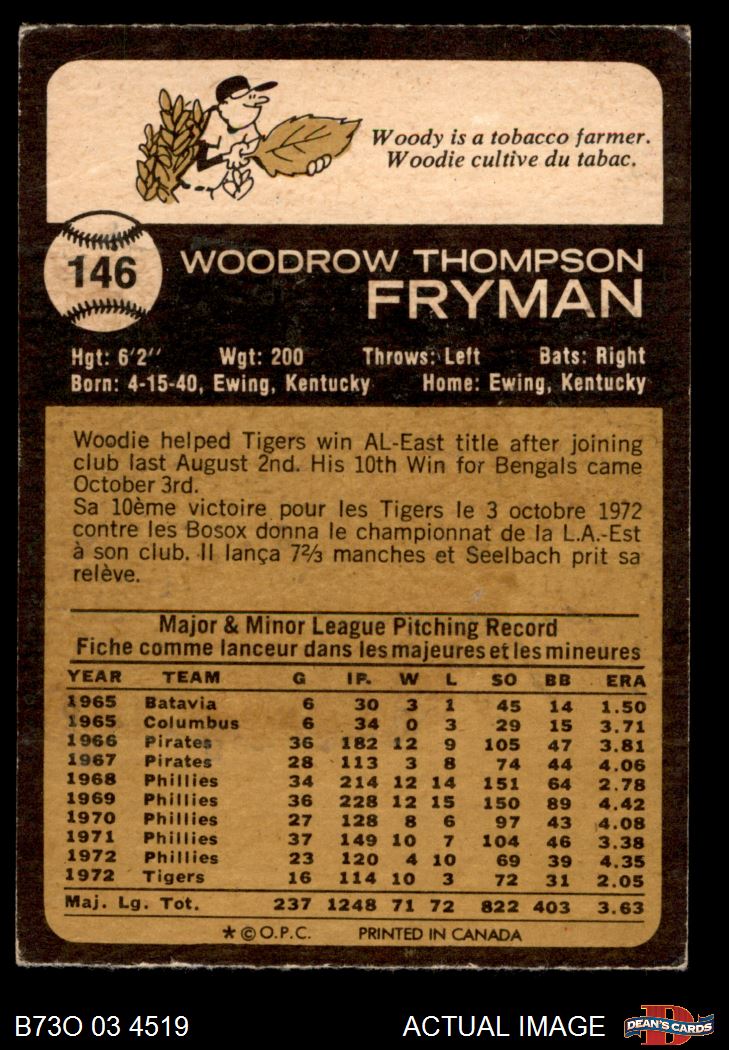 Woody is a tobacco farmer.
Woodie cultive du tabac.
146
WOODROW THOMPSON
FRYMAN
Hgt: 6'2" Wgt: 200 Throws: Left Bats: Right
Born: 4-15-40, Ewing, Kentucky Home: Ewing, Kentucky
Woodie helped Tigers win AL-East title after joining
club last August 2nd. His 10th Win for Bengals came
October 3rd.
Sa 10ème victoire pour les Tigers le 3 octobre 1972
contre les Bosox donna le championnat de la L.A.-Est
à son club. Il lança 7⅔ manches et Seelbach prit sa
relève.
Major & Minor League Pitching Record
Fiche comme lanceur dans les majeures et les mineures
YEAR TEAM G IP. W L SO BB ERA
1965 Batavia 6 30 3 1 45 14 1.50
1965 Columbus 6 34 0 3 29 15 3.71
1966 Pirates 36 182 12 9 105 47 3.81
1967 Pirates 28 113 3 8 74 44 4.06
1968 Phillies 34 214 12 14 151 64 2.78
1969 Phillies 36 228 12 15 150 89 4.42
1970 Phillies 27 128 8 6 97 43 4.08
1971 Phillies 37 149 10 7 104 46 3.38
1972 Phillies 23 120 4 10 69 39 4.35
1972 Tigers 16 114 10 3 72 31 2.05
Maj. Lg. Tot. 237 1248 71 72 822 403 3.63
* © O.P.C. PRINTED IN CANADA
B73O 03 4519 ACTUAL IMAGE D DEAN'S CARDS